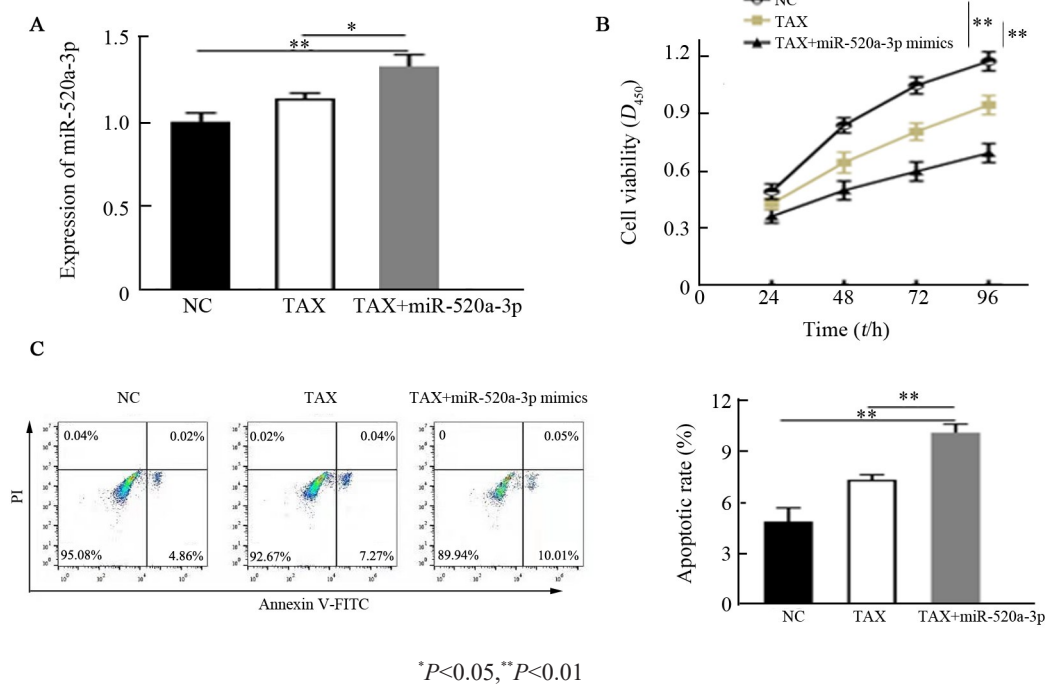 A
Expression of miR-520a-3p
1.5
1.0
0.5
0
*
**
NC
TAX
TAX+miR-520a-3p
B
NC
TAX
TAX+miR-520a-3p mimics
**
**
Cell viability (D450)
1.2
0.9
0.6
0.3
0
0
24
48
72
96
Time (t/h)
C
NC
TAX
TAX+miR-520a-3p mimics
PI
0.04%
0.02%
95.08%
4.86%
0.02%
0.04%
92.67%
7.27%
0
0.05%
89.94%
10.01%
Annexin V-FITC
Apoptotic rate (%)
12
9
6
3
0
**
**
NC
TAX
TAX+miR-520a-3p
*P<0.05,**P<0.01